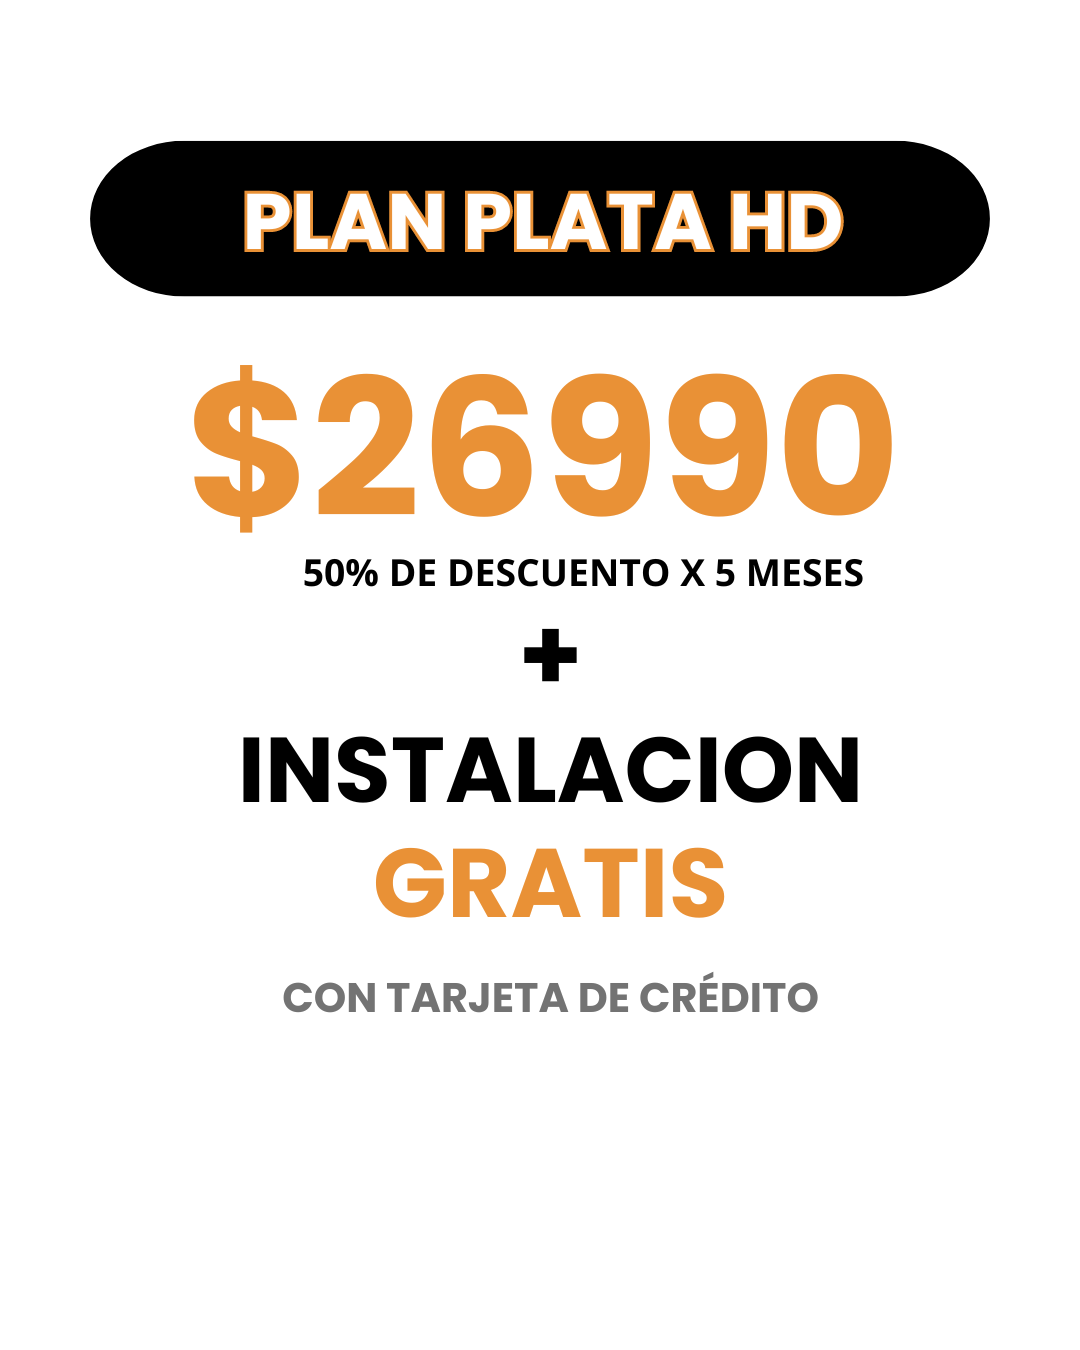 PLAN PLATA HD
$26990
50% DE DESCUENTO X 5 MESES
+
INSTALACION
GRATIS
CON TARJETA DE CRÉDITO